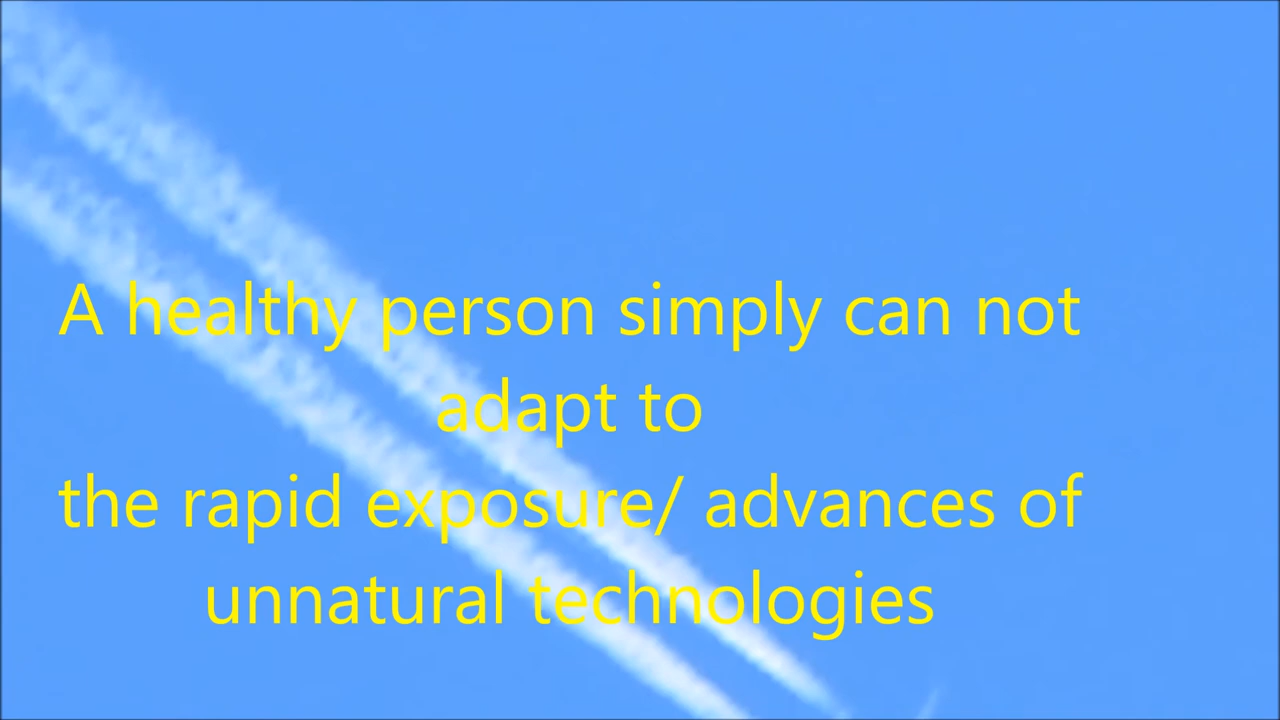 A healthy person simply can not
adapt to
the rapid exposure/ advances of
unnatural technologies